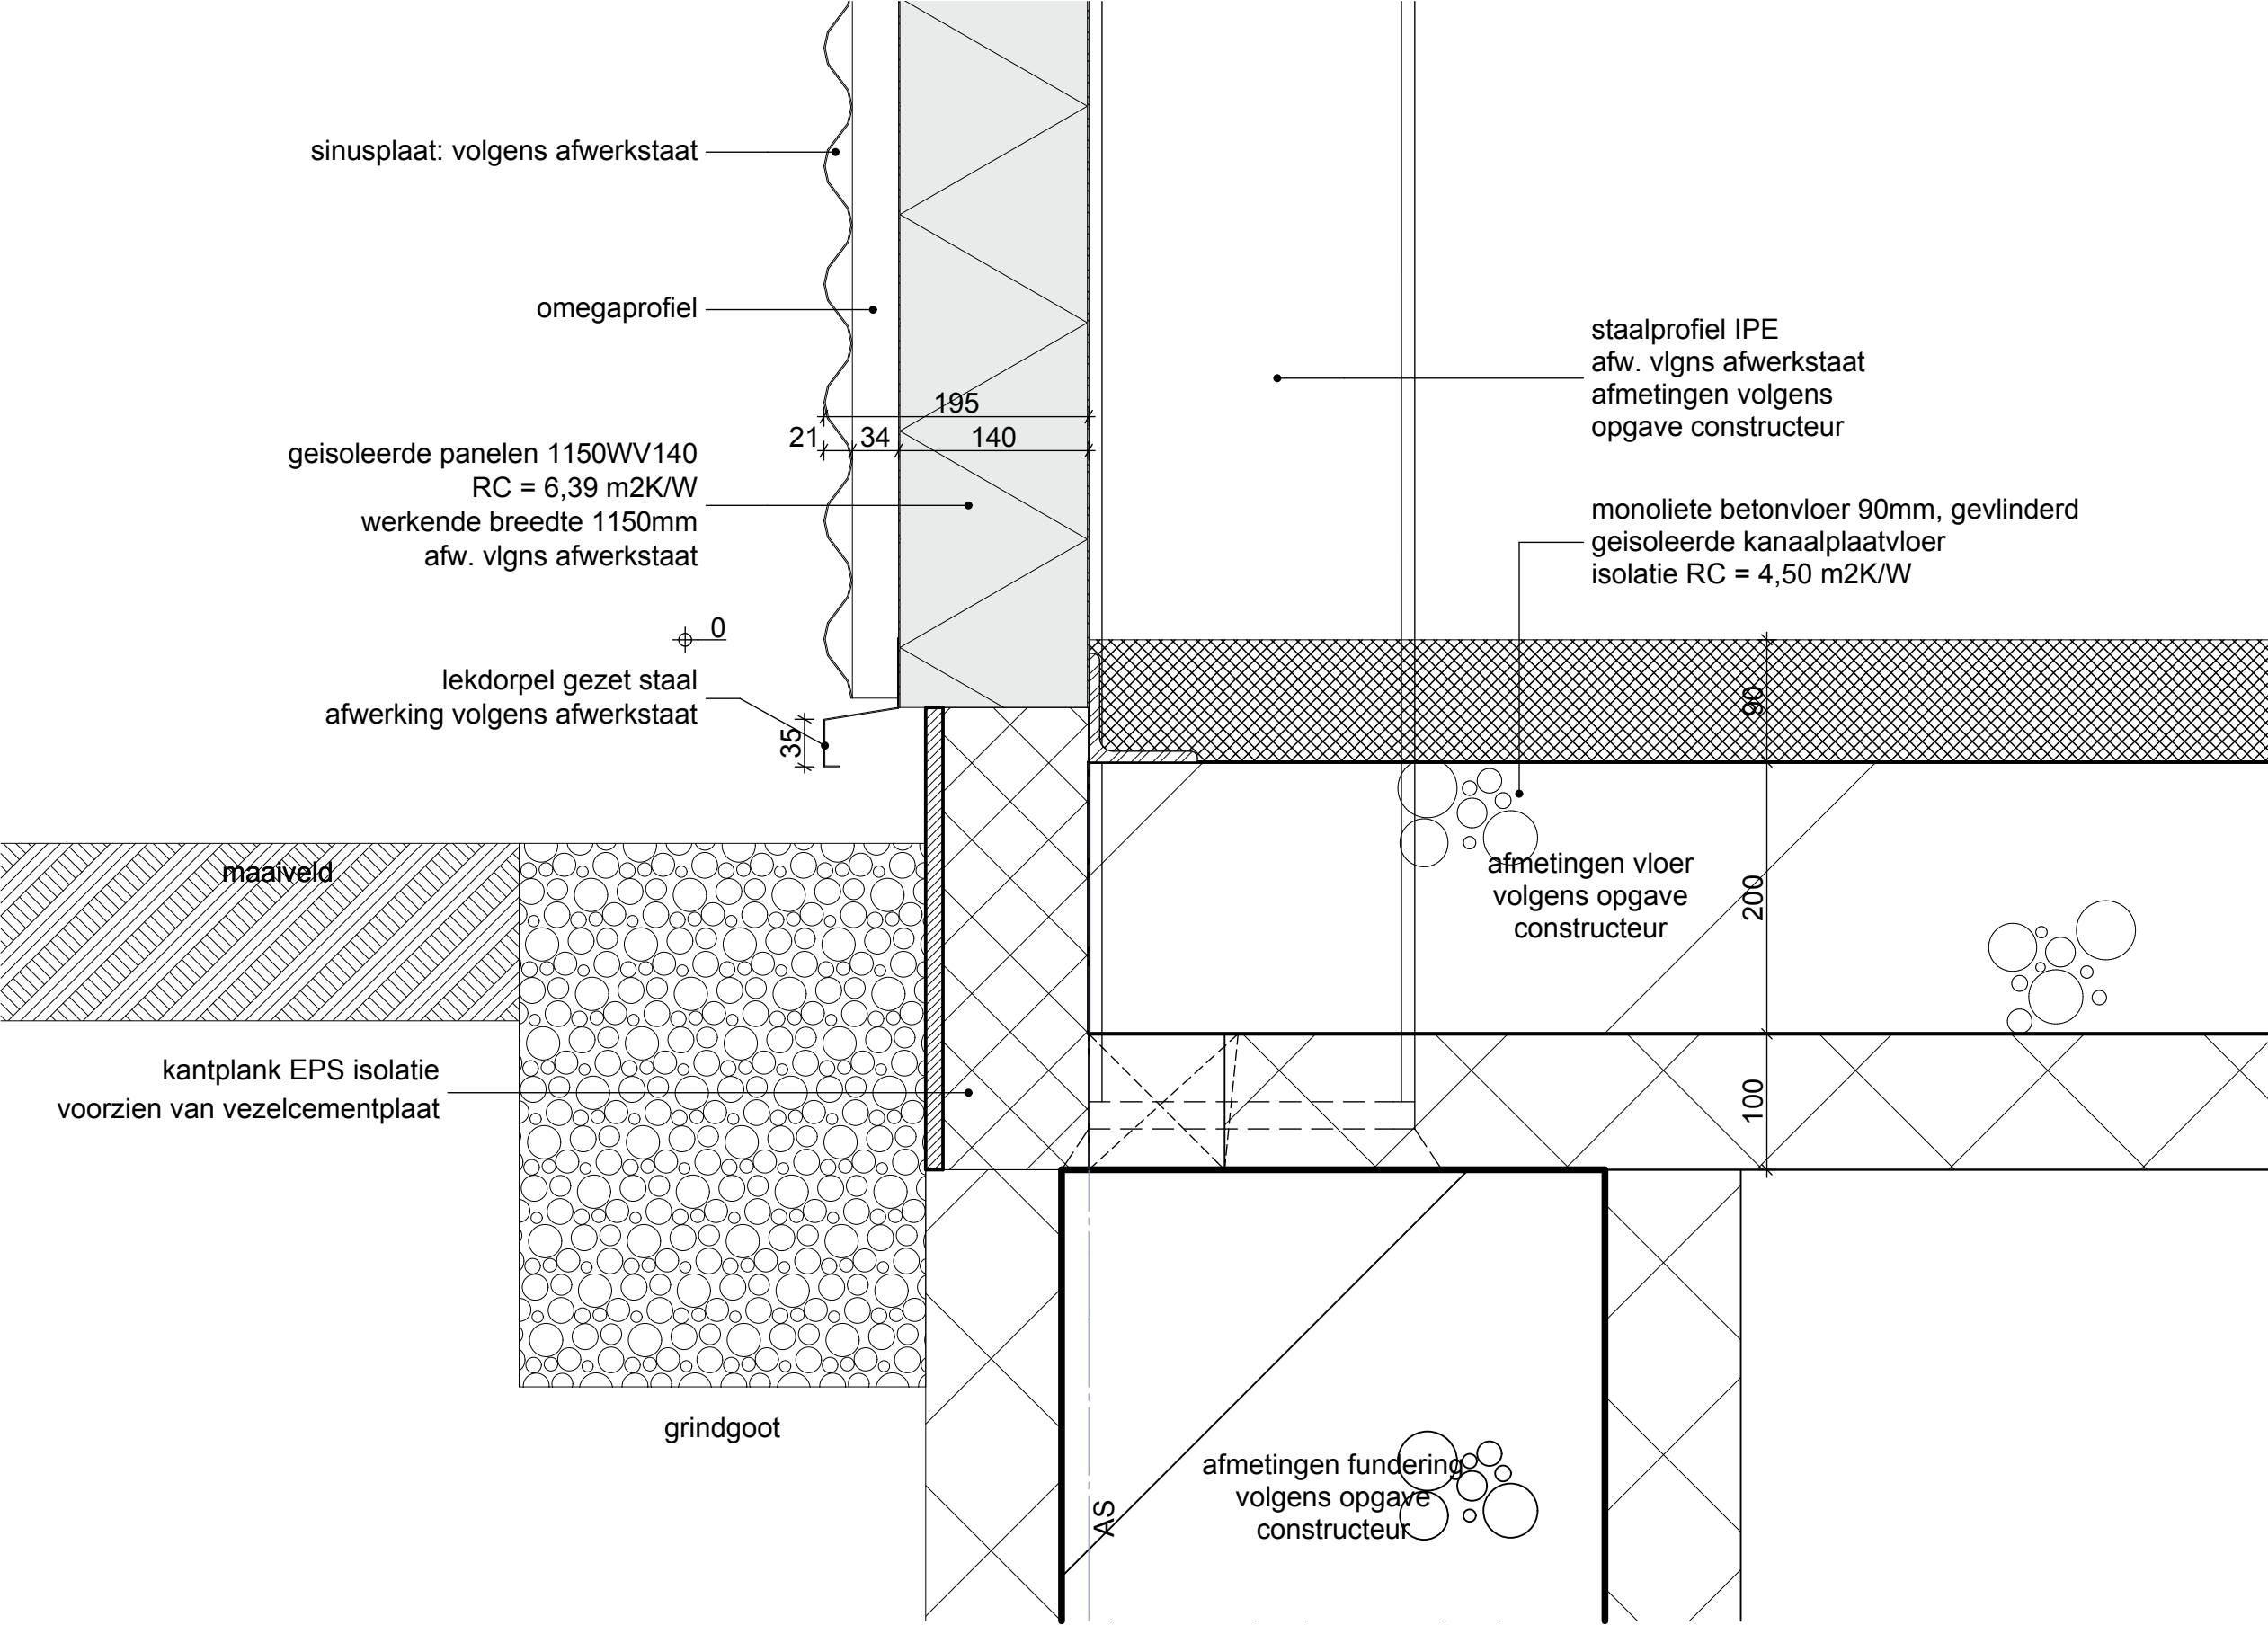 sinusplaat: volgens afwerkstaat
omegaprofiel
195
21
34
140
geisoleerde panelen 1150WV140
RC = 6,39 m2K/W
werkende breedte 1150mm
afw. vlgns afwerkstaat
staalprofiel IPE
afw. vlgns afwerkstaat
afmetingen volgens
opgave constructeur
monoliete betonvloer 90mm, gevlinderd
geisoleerde kanaalplaatvloer
isolatie RC = 4,50 m2K/W
0
lekdorpel gezet staal
afwerking volgens afwerkstaat
35
90
maaiveld
afmetingen vloer
volgens opgave
constructeur
200
kantplank EPS isolatie
voorzien van vezelcementplaat
100
grindgoot
afmetingen fundering
volgens opgave
constructeur
AS